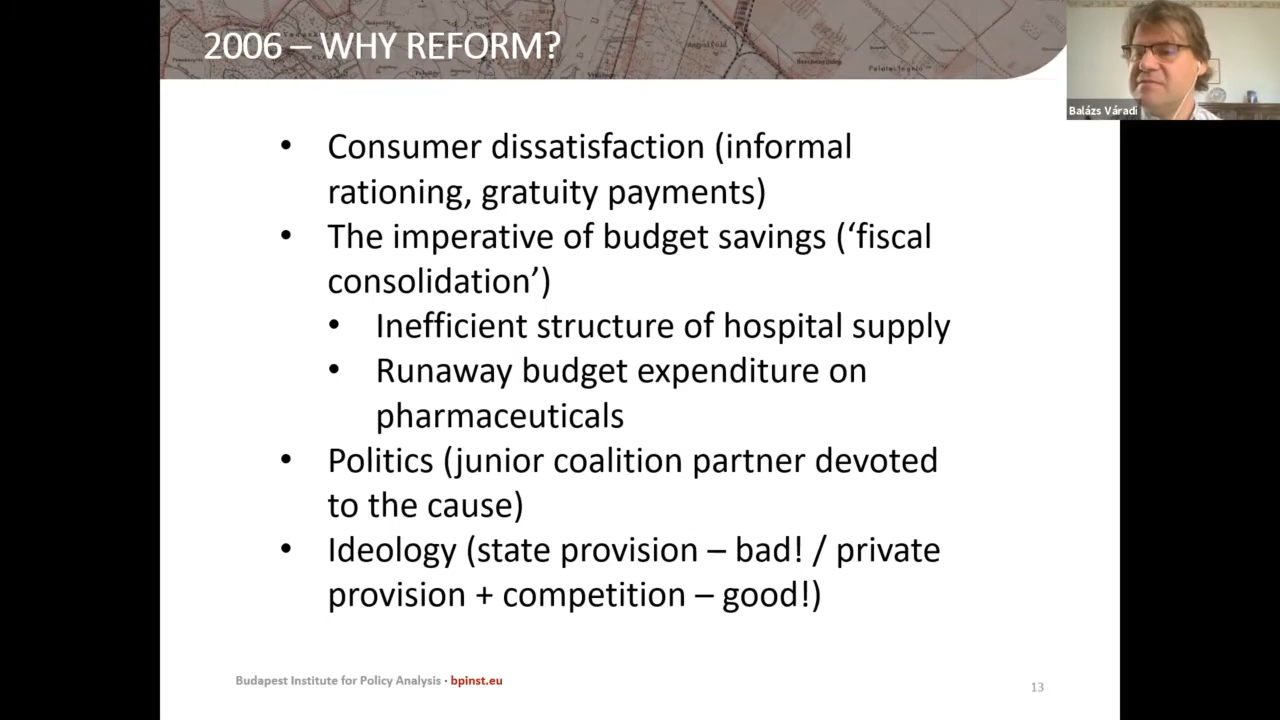 2006 – WHY REFORM?
Balázs Váradi
• Consumer dissatisfaction (informal
rationing, gratuity payments)
• The imperative of budget savings (‘fiscal
consolidation’)
• Inefficient structure of hospital supply
• Runaway budget expenditure on
pharmaceuticals
• Politics (junior coalition partner devoted
to the cause)
• Ideology (state provision – bad! / private
provision + competition – good!)
Budapest Institute for Policy Analysis · bpinst.eu
13